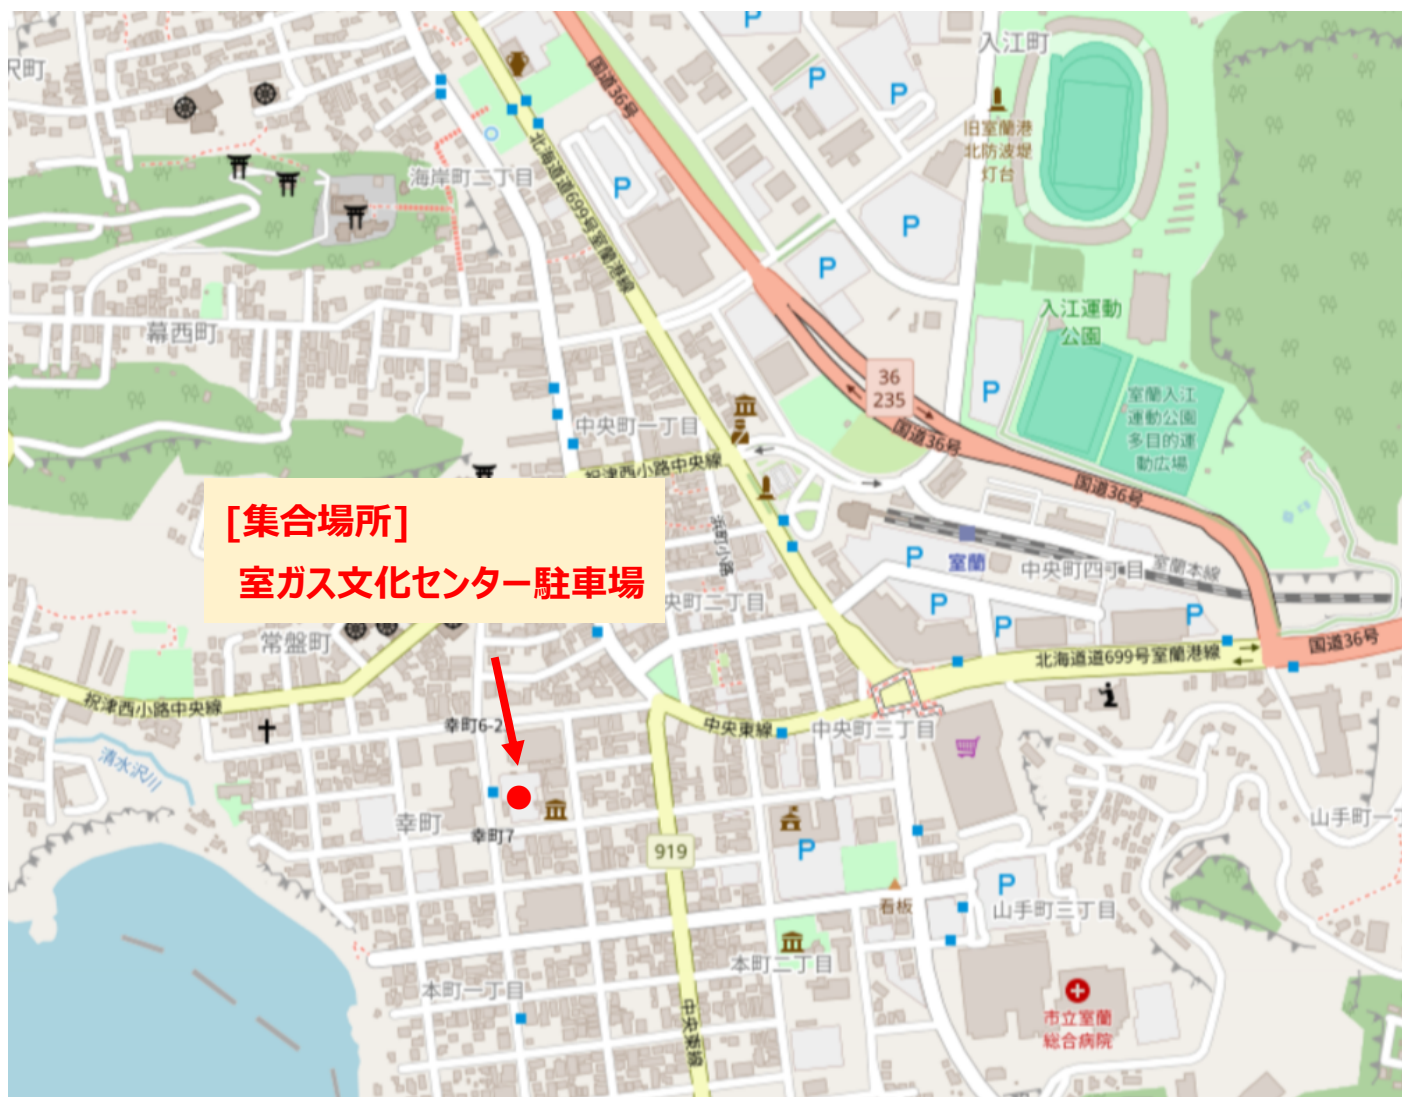 沢町
入江町
P
P
P
国道36号
旧室蘭港
北防波堤
灯台
北海道道699号室蘭港線
海岸町二丁目
P
P
P
入江運動
公園
幕西町
36
235
P
室蘭入江
運動公園
多目的運
動広場
中央町一丁目
国道36号
祝津西小路中央線
国道36号
[集合場所]
室ガス文化センター駐車場
浜町小路
P
室蘭
中央町四丁目
室蘭本線
央町二丁目
P
P
P
常盤町
国道36号
北海道道699号室蘭港線
祝津西小路中央線
幸町6-2
中央東線
中央町三丁目
清水沢川
幸町
幸町7
山手町一丁
919
P
P
看板
山手町三丁目
本町二丁目
本町一丁目
市立室蘭
総合病院
中央東線